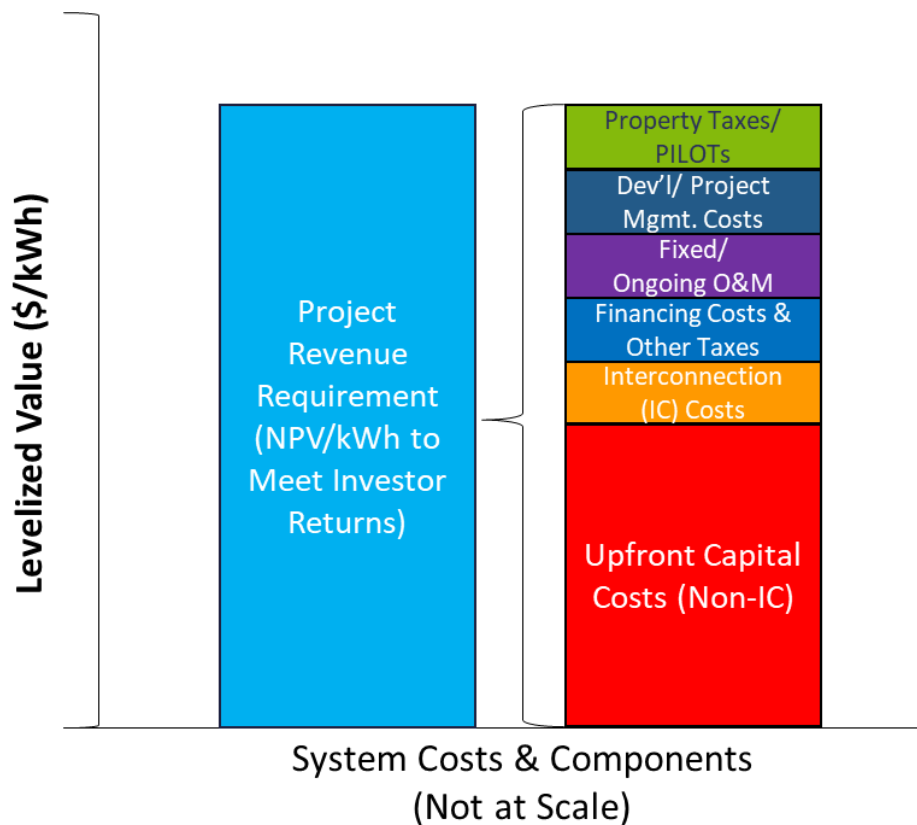 Levelized Value ($/kWh)
Project
Revenue
Requirement
(NPV/kWh to
Meet Investor
Returns)
Property Taxes/
PILOTs
Dev'l/ Project
Mgmt. Costs
Fixed/
Ongoing O&M
Financing Costs &
Other Taxes
Interconnection
(IC) Costs
Upfront Capital
Costs (Non-IC)
System Costs & Components
(Not at Scale)